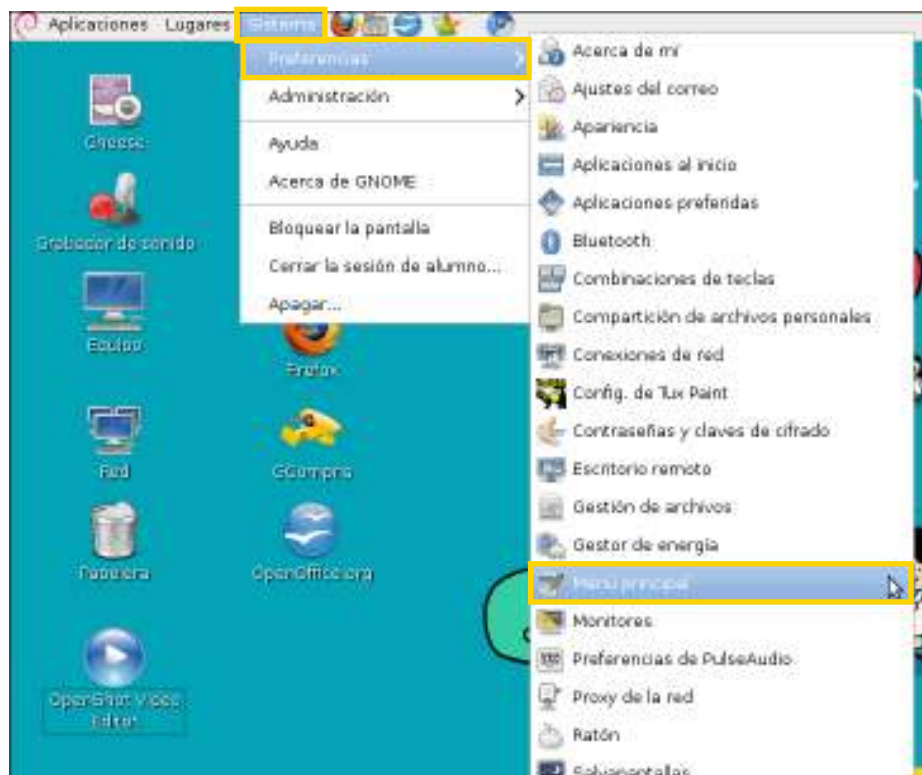 Aplicaciones Lugares Sistema
Preferencias
Administración
Ayuda
Acerca de GNOME
Bloquear la pantalla
Cerrar la sesión de alumno...
Apagar...
Acerca de mí
Ajustes del correo
Apariencia
Aplicaciones al inicio
Aplicaciones preferidas
Bluetooth
Combinaciones de teclas
Compartición de archivos personales
Conexiones de red
Config. de Tux Paint
Contraseñas y claves de cifrado
Escritorio remoto
Gestión de archivos
Gestor de energía
Menú principal
Monitores
Preferencias de PulseAudio
Proxy de la red
Ratón
Salvapantallas
Cheese
Grabador de sonido
Equipo
Firefox
Red
GCompris
Papelera
OpenOffice.org
OpenShot Video
Editor